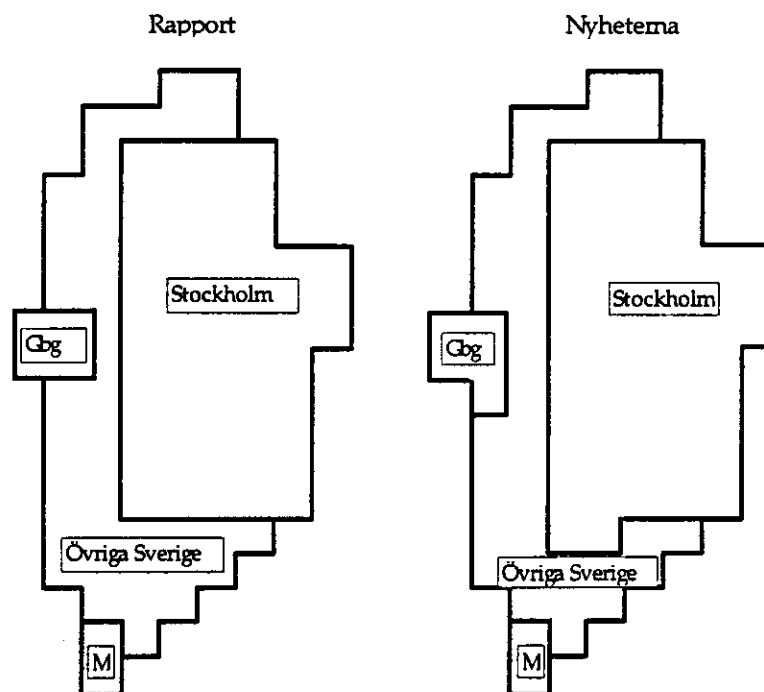 Rapport
Nyheterna
Stockholm
Stockholm
Gbg
Gbg
Övriga Sverige
Övriga Sverige
M
M